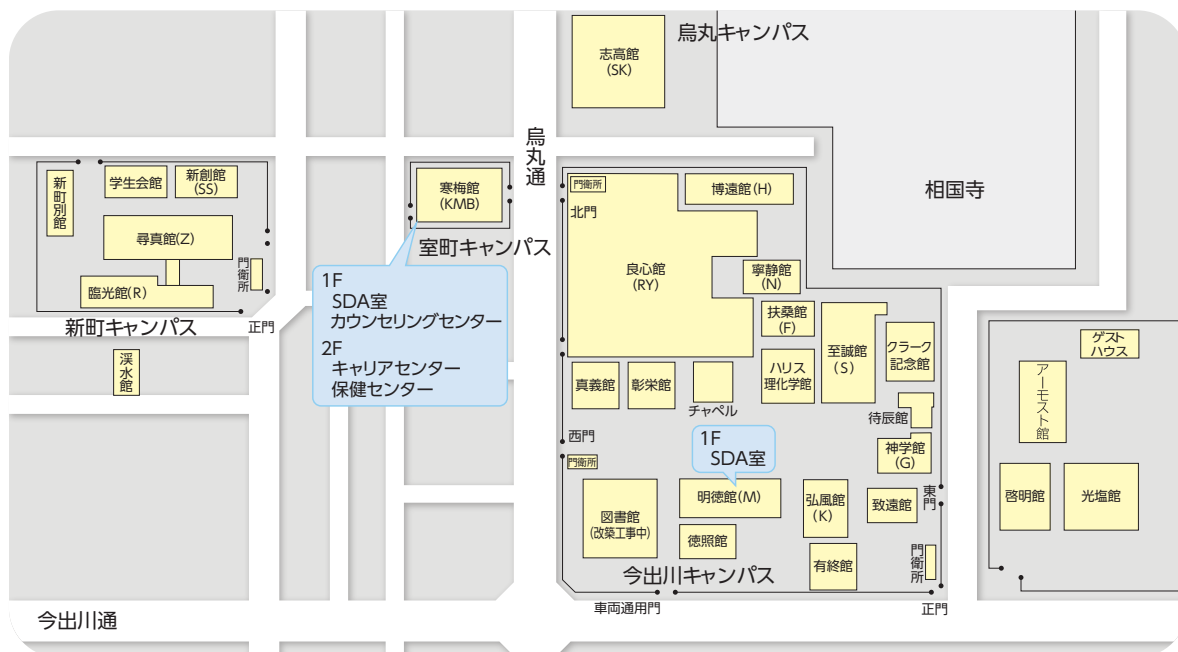 烏丸キャンパス
志高館
(SK)
烏丸通
相国寺
新町別館
学生会館
新創館
(SS)
尋真館(Z)
臨光館(R)
門衛所
新町キャンパス
正門
渓水館
寒梅館
(KMB)
室町キャンパス
1F
SDA室
カウンセリングセンター
2F
キャリアセンター
保健センター
門衛所
北門
博遠館(H)
良心館
(RY)
寧静館
(N)
扶桑館
(F)
至誠館
(S)
クラーク
記念館
ハリス
理化学館
真義館
彰栄館
チャペル
待辰館
西門
門衛所
1F
SDA室
神学館
(G)
図書館
(改築工事中)
明徳館(M)
弘風館
(K)
致遠館
東門
徳照館
有終館
門衛所
今出川キャンパス
車両通用門
正門
ゲスト
ハウス
アーモスト館
啓明館
光塩館
今出川通